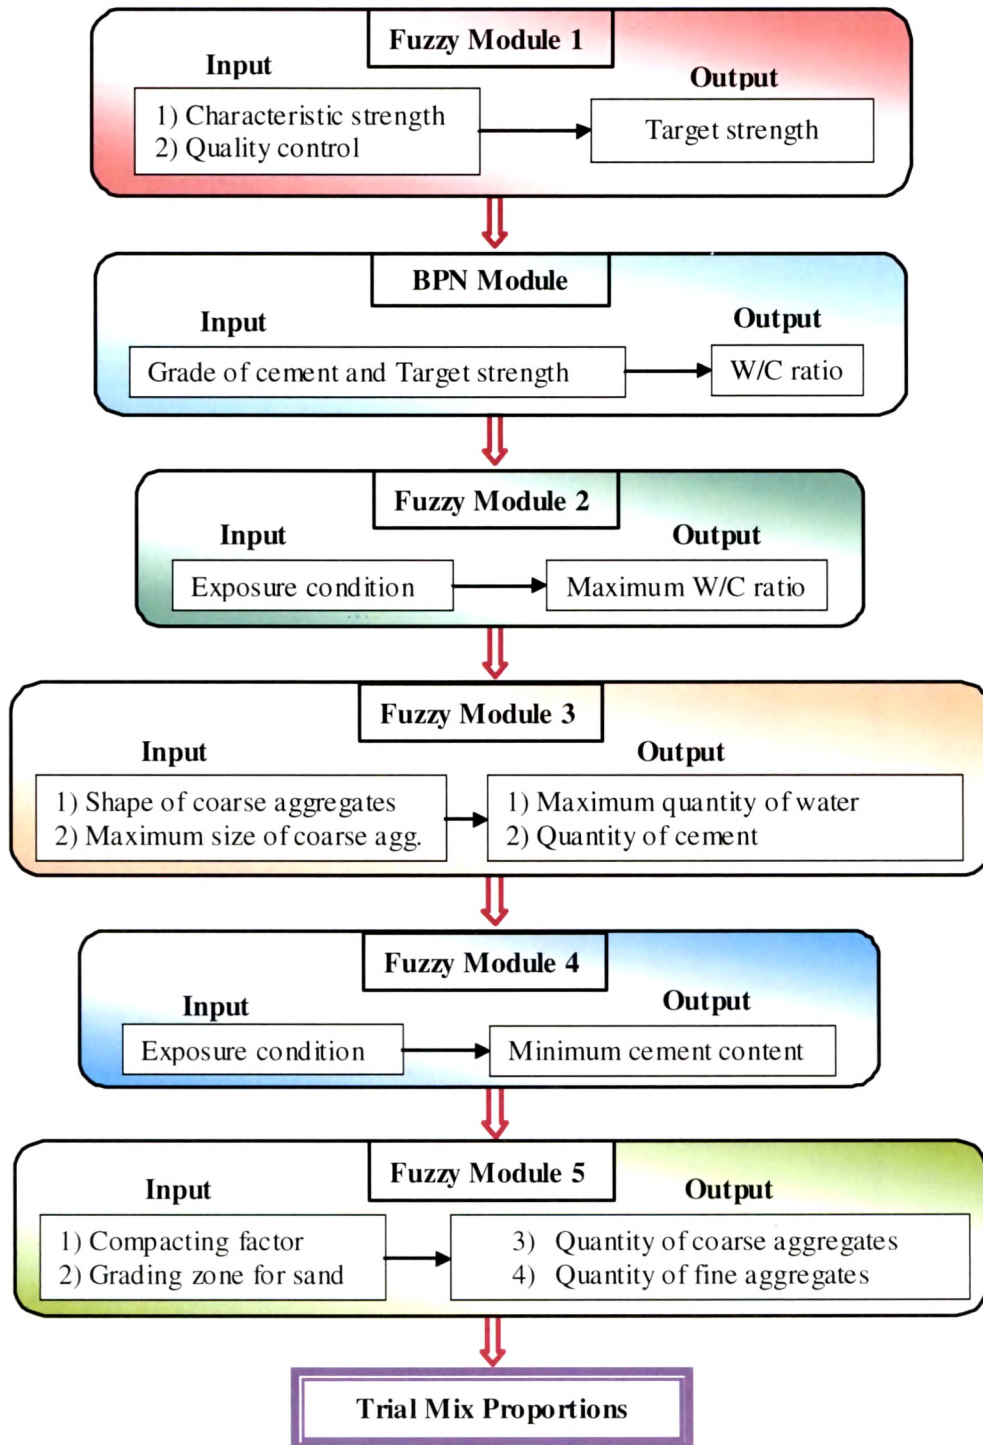 Fuzzy Module 1
Input
Output
1) Characteristic strength
2) Quality control
Target strength
BPN Module
Input
Output
Grade of cement and Target strength
W/C ratio
Fuzzy Module 2
Input
Output
Exposure condition
Maximum W/C ratio
Fuzzy Module 3
Input
Output
1) Shape of coarse aggregates
2) Maximum size of coarse agg.
1) Maximum quantity of water
2) Quantity of cement
Fuzzy Module 4
Input
Output
Exposure condition
Minimum cement content
Fuzzy Module 5
Input
Output
1) Compacting factor
2) Grading zone for sand
3) Quantity of coarse aggregates
4) Quantity of fine aggregates
Trial Mix Proportions